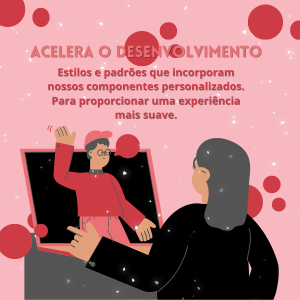 ACELERA O DESENVOLVIMENTO
Estilos e padrões que incorporam
nossos componentes personalizados.
Para proporcionar uma experiência
mais suave.